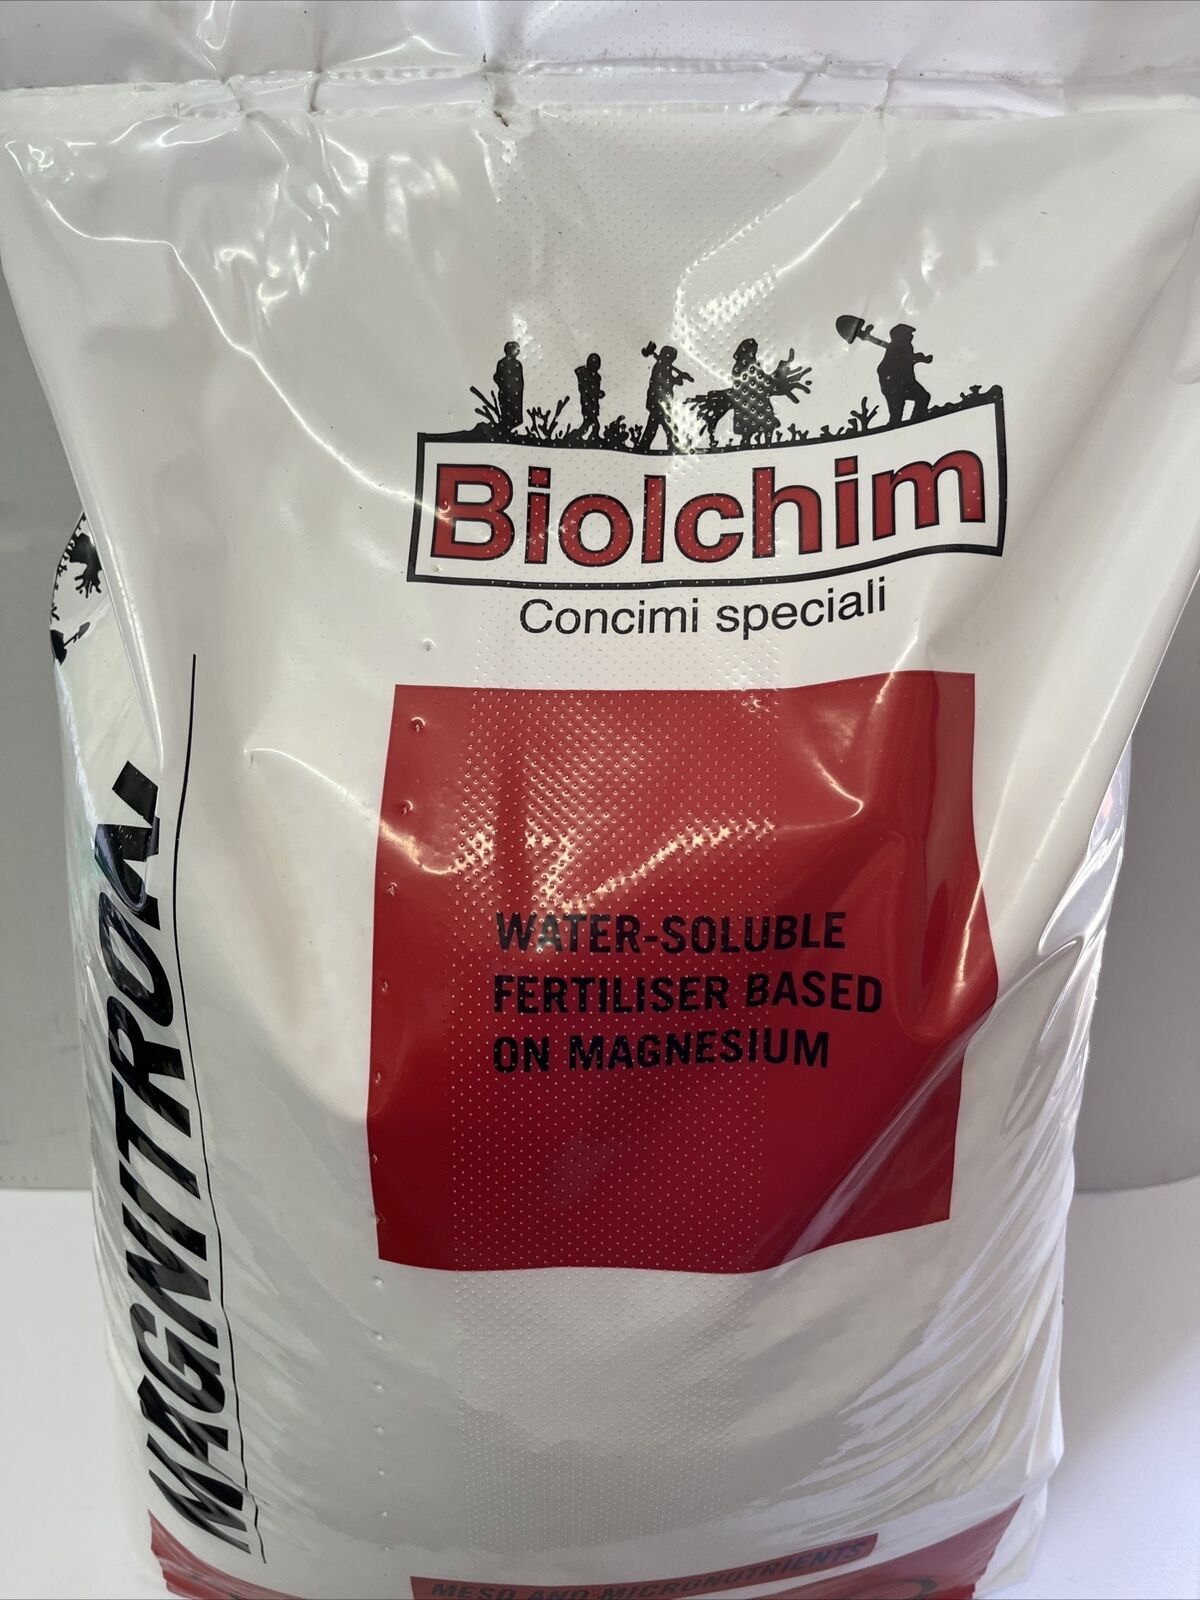 Biolchim
Concimi speciali
WATER-SOLUBLE
FERTILISER BASED
ON MAGNESIUM
MAGNITRON
MESO AND MICRONUTRIENTS